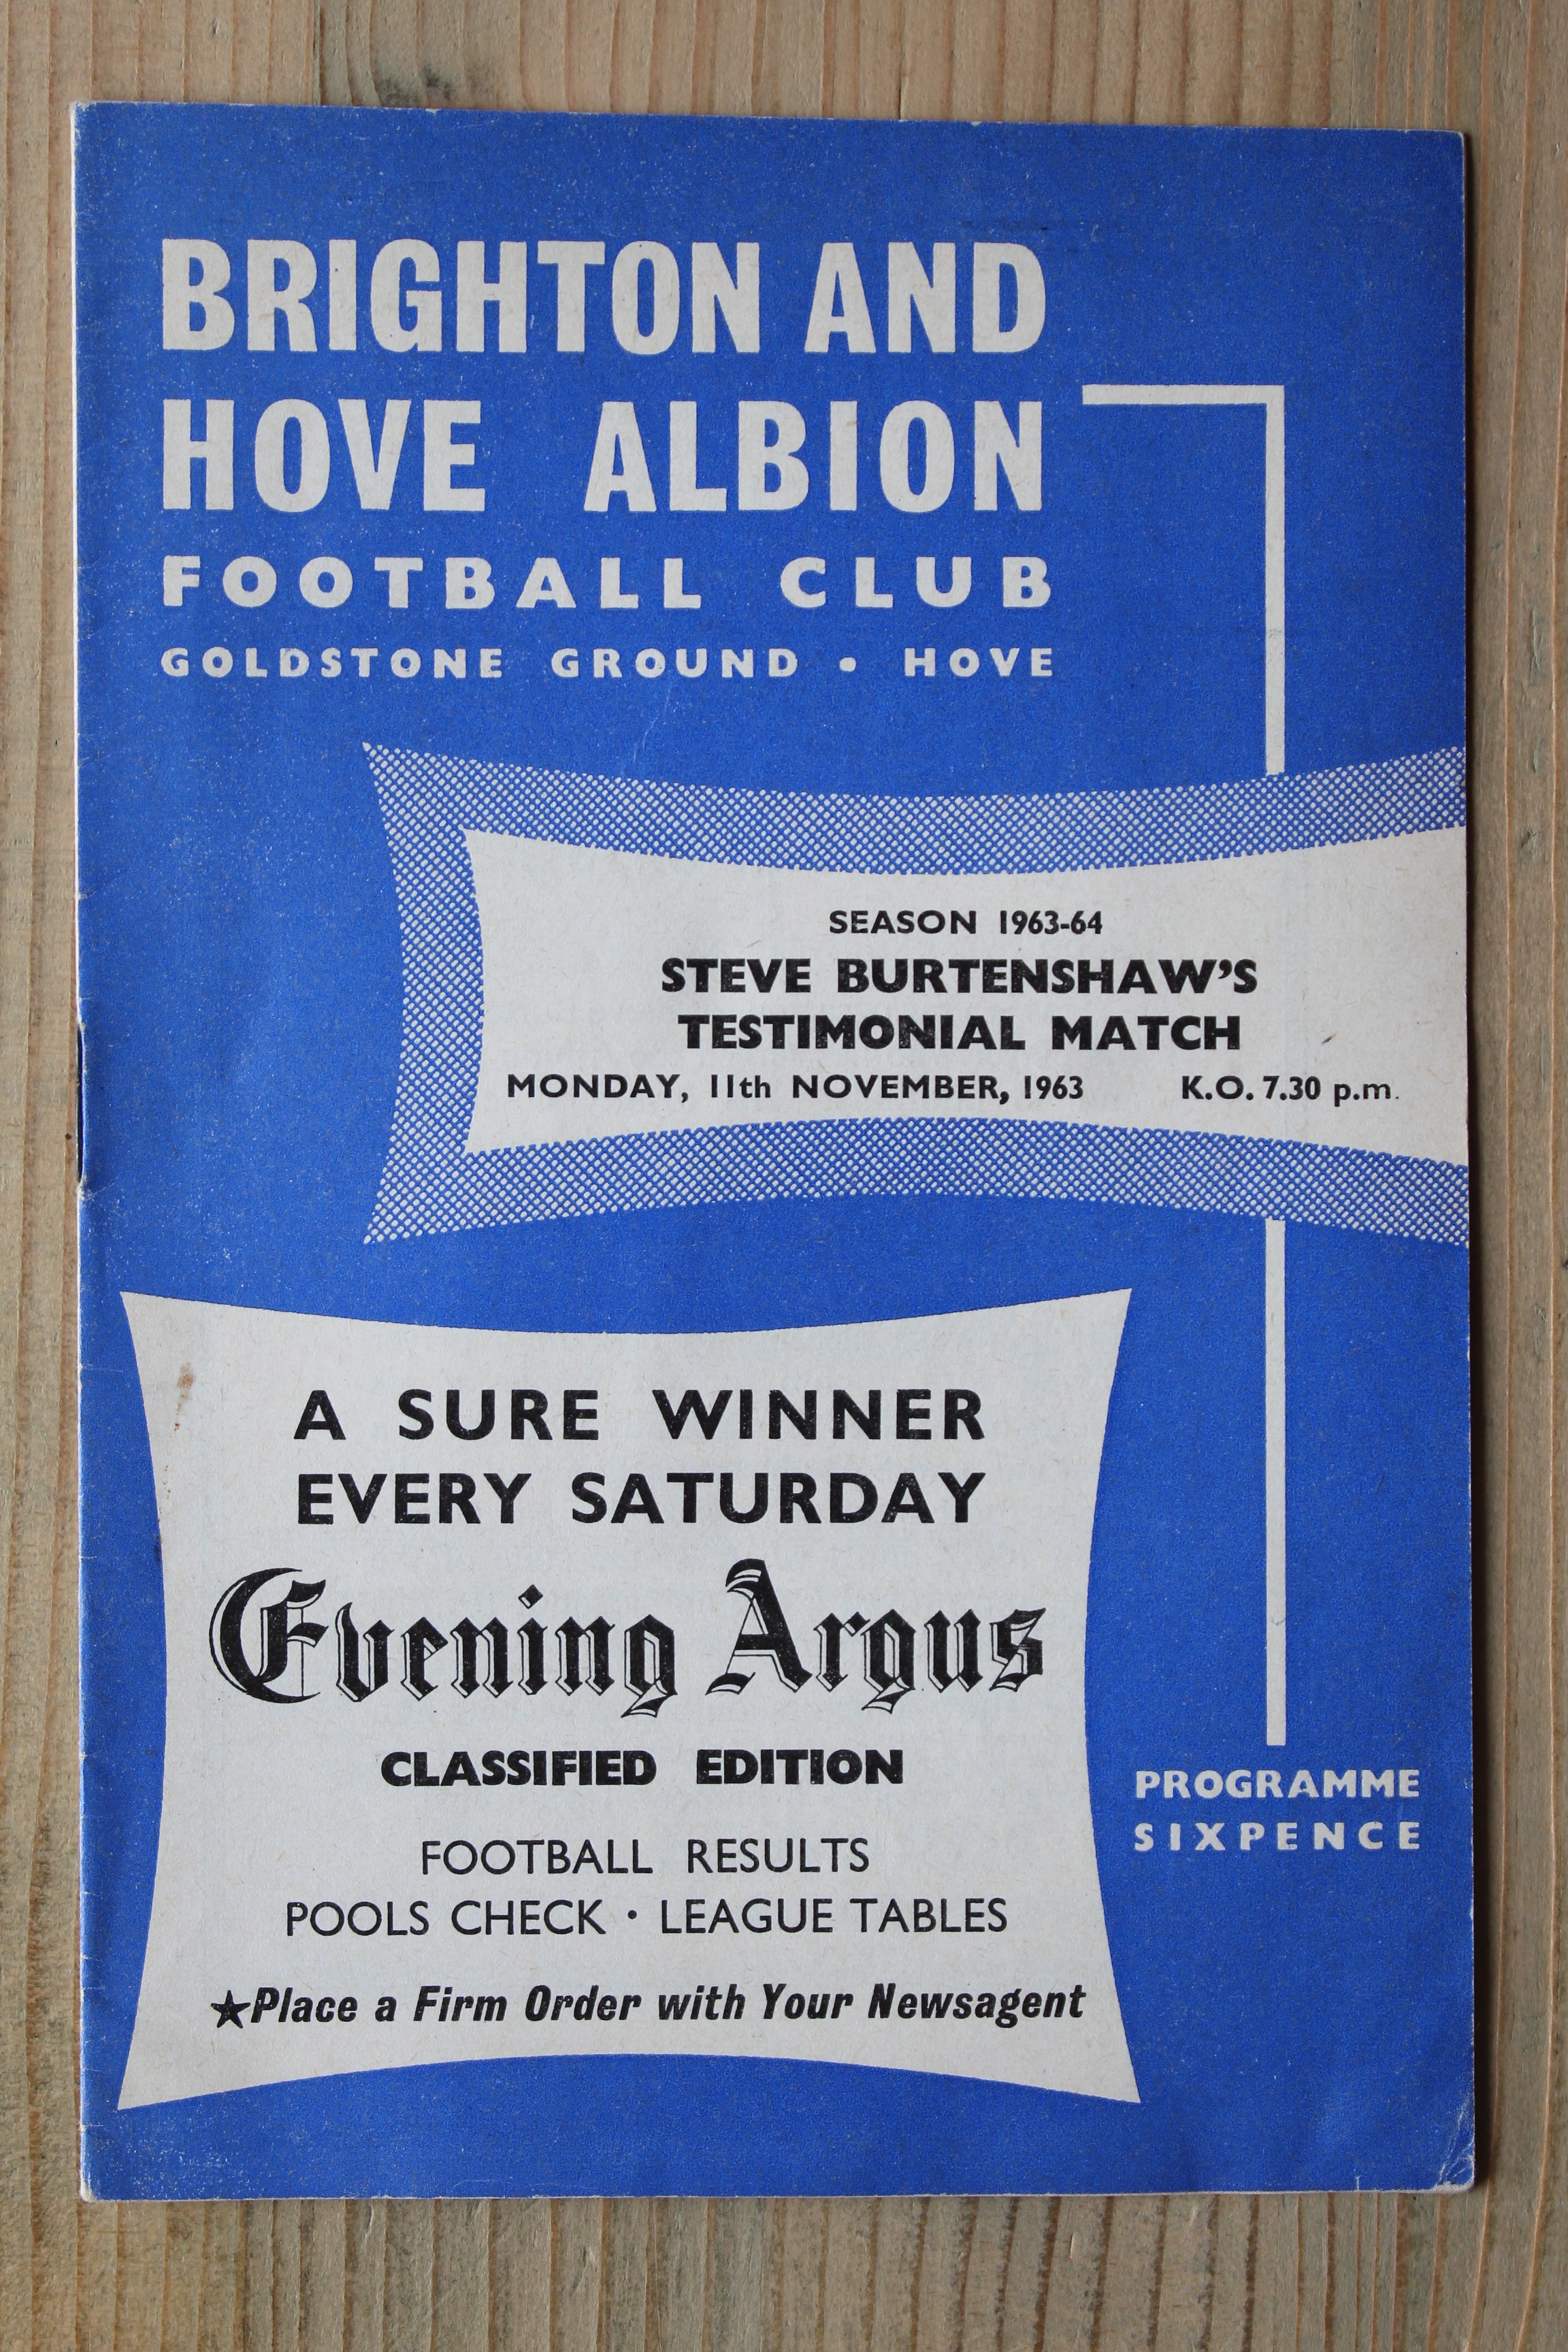 BRIGHTON AND
HOVE ALBION
FOOTBALL CLUB
GOLDSTONE GROUND • HOVE
SEASON 1963-64
STEVE BURTENSHAW'S
TESTIMONIAL MATCH
MONDAY, 11th NOVEMBER, 1963 K.O. 7.30 p.m.
A SURE WINNER
EVERY SATURDAY
Evening Argus
CLASSIFIED EDITION
FOOTBALL RESULTS
POOLS CHECK • LEAGUE TABLES
★Place a Firm Order with Your Newsagent
PROGRAMME
SIXPENCE